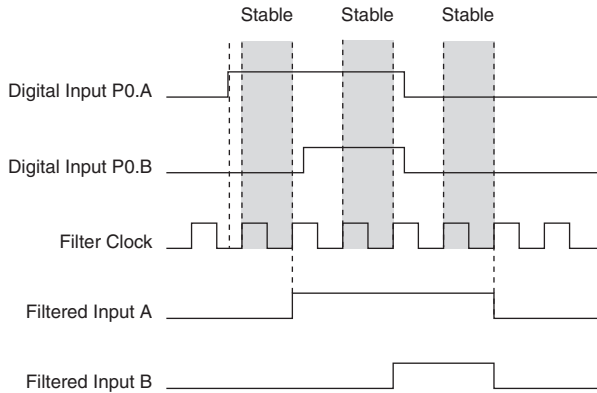 Stable Stable Stable
Digital Input P0.A
Digital Input P0.B
Filter Clock
Filtered Input A
Filtered Input B